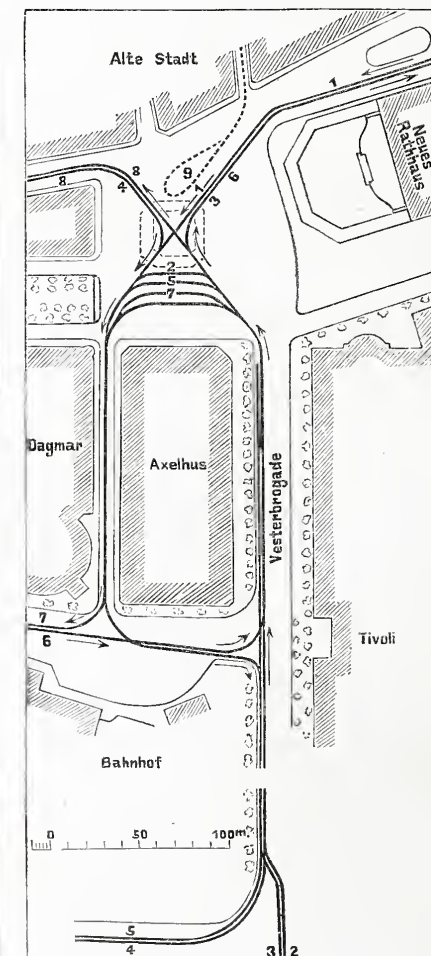 Alte Stadt
1
Neues
Rathhaus
8
4
8
9
1
3
6
2
5
7
Dagmar
Axelhus
Vesterbrogade
Tivoli
7
6
Bahnhof
0 50 100m.
5
4
3 2